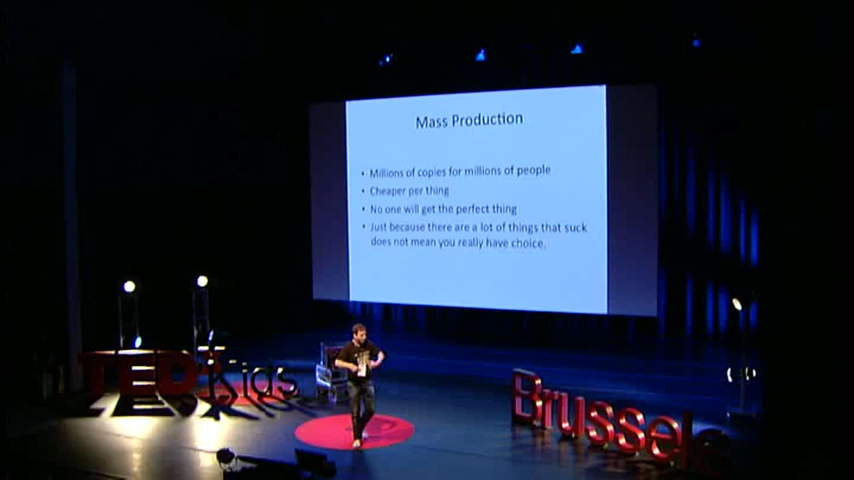 Mass Production
• Millions of copies for millions of people
• Cheaper per thing
• No one will get the perfect thing
• Just because there are a lot of things that suck
does not mean you really have choice.
TEDxKids
Brussels